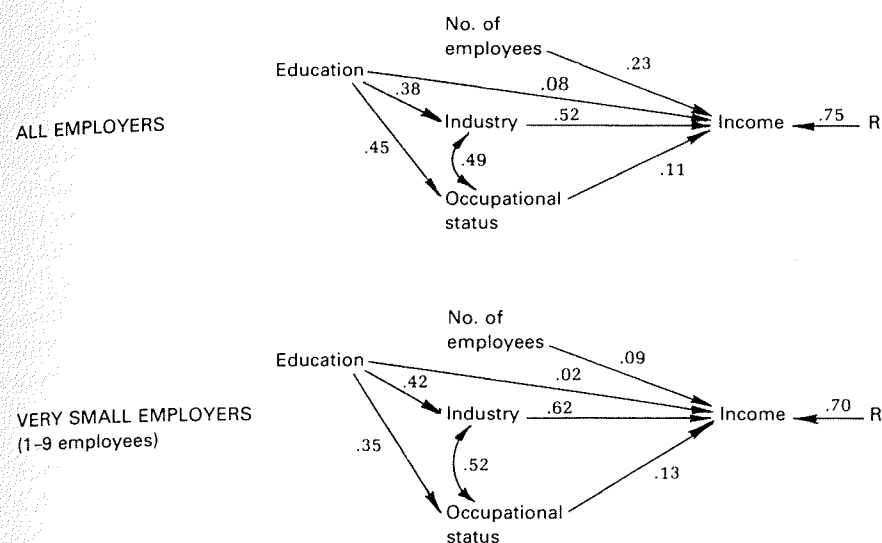 No. of
employees
.23
Education
.08
.38
ALL EMPLOYERS
Industry
.52
Income
.75
R
.45
.49
.11
Occupational
status
No. of
employees
.09
Education
.02
.42
VERY SMALL EMPLOYERS
(1–9 employees)
Industry
.62
Income
.70
R
.35
.52
.13
Occupational
status